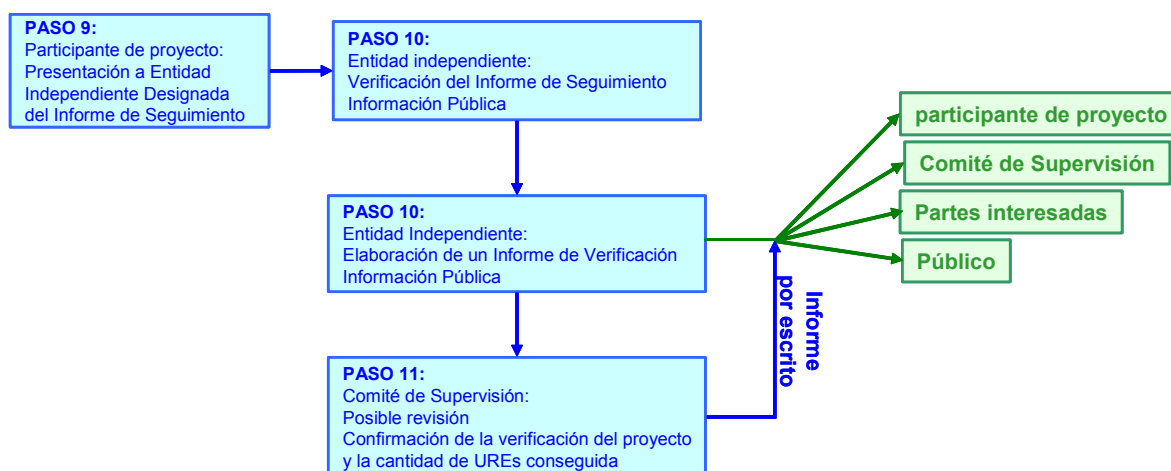 PASO 9:
Participante de proyecto:
Presentación a Entidad
Independiente Designada
del Informe de Seguimiento
PASO 10:
Entidad independiente:
Verificación del Informe de Seguimiento
Información Pública
participante de proyecto
Comité de Supervisión
Partes interesadas
Público
PASO 10:
Entidad Independiente:
Elaboración de un Informe de Verificación
Información Pública
Informe
por escrito
PASO 11:
Comité de Supervisión:
Posible revisión
Confirmación de la verificación del proyecto
y la cantidad de UREs conseguida